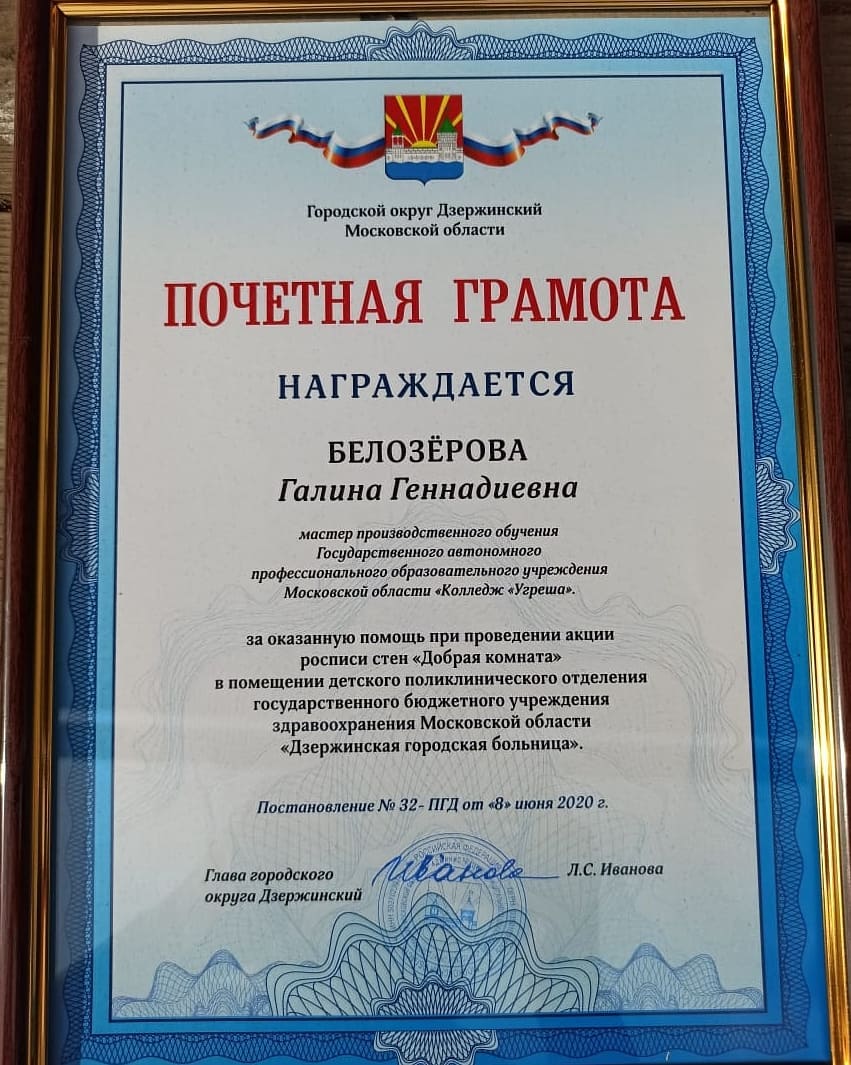 Городской округ Дзержинский
Московской области
ПОЧЕТНАЯ ГРАМОТА
НАГРАЖДАЕТСЯ
БЕЛОЗЁРОВА
Галина Геннадиевна
мастер производственного обучения
Государственного автономного
профессионального образовательного учреждения
Московской области «Колледж «Угреша».
за оказанную помощь при проведении акции
росписи стен «Добрая комната»
в помещении детского поликлинического отделения
государственного бюджетного учреждения
здравоохранения Московской области
«Дзержинская городская больница».
Постановление № 32- ПГД от «8» июня 2020 г.
Глава городского
округа Дзержинский
Иванова
Л.С. Иванова
РОССИЙСКАЯ ФЕДЕРАЦИЯ